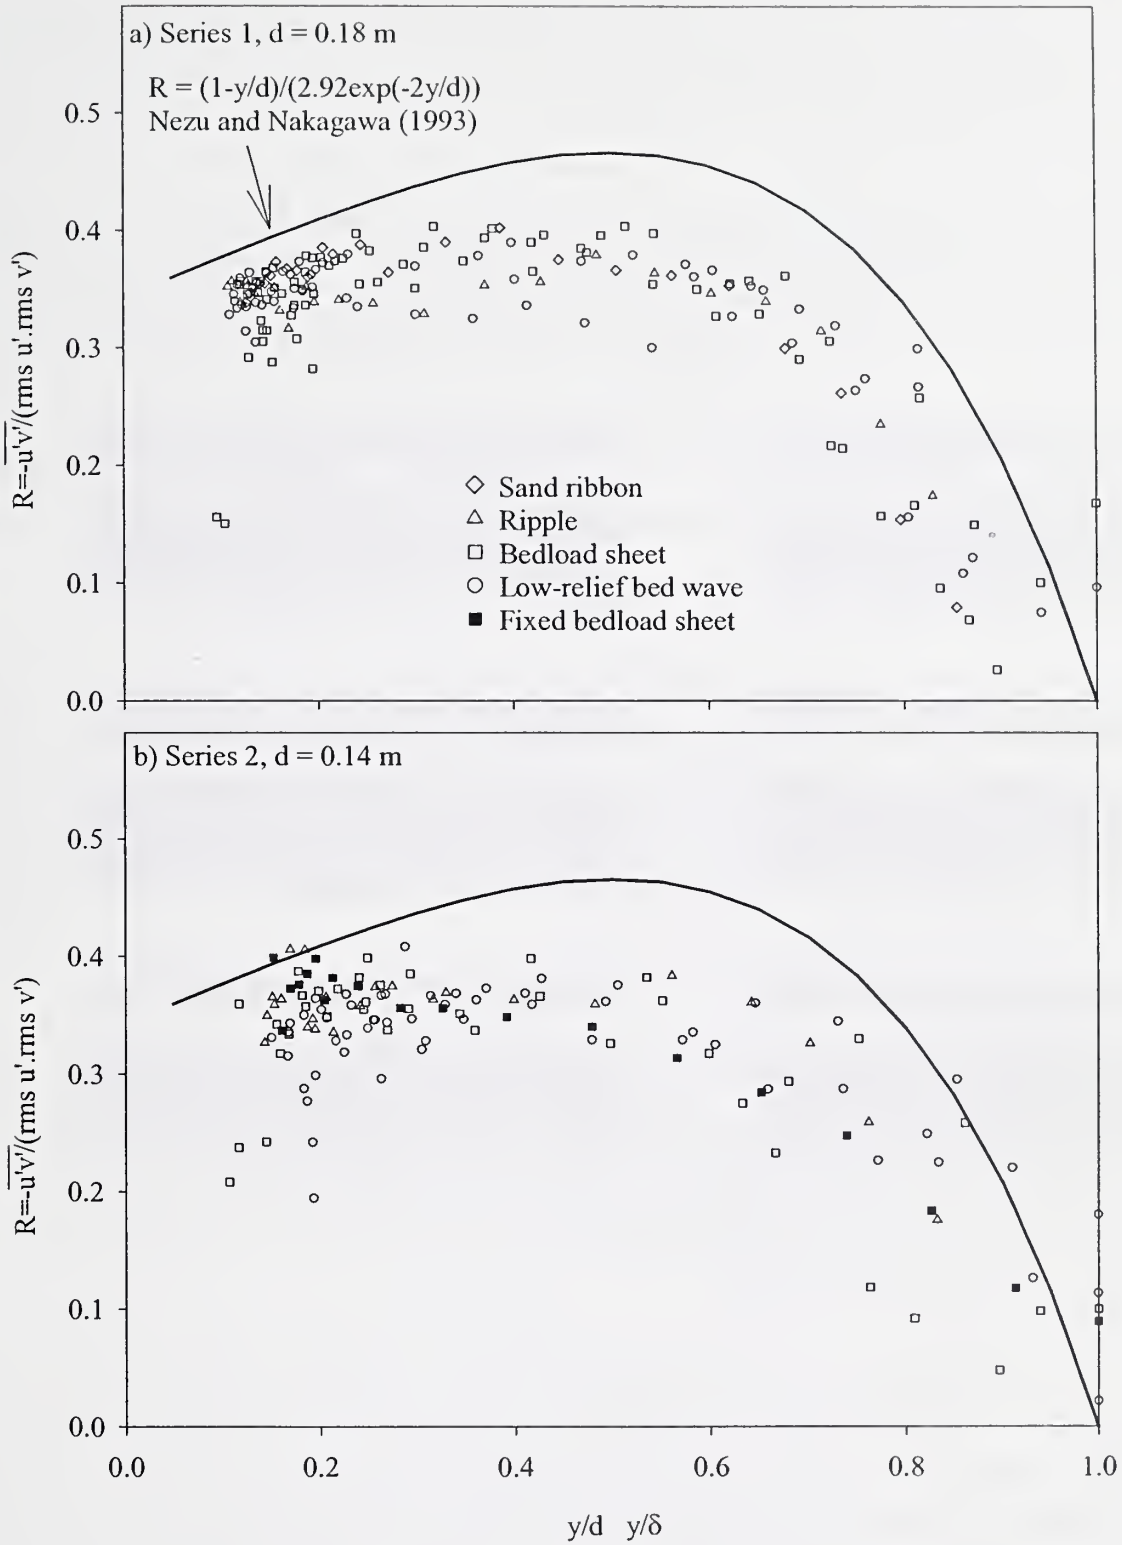 a) Series 1, d = 0.18 m
R = (1-y/d)/(2.92exp(-2y/d))
Nezu and Nakagawa (1993)
0.5
0.4
0.3
0.2
0.1
0.0
R=-u'v'/(rms u'.rms v')
Sand ribbon
Ripple
Bedload sheet
Low-relief bed wave
Fixed bedload sheet
b) Series 2, d = 0.14 m
0.5
0.4
0.3
0.2
0.1
0.0
R=-u'v'/(rms u'.rms v')
0.0 0.2 0.4 0.6 0.8 1.0
y/d y/δ